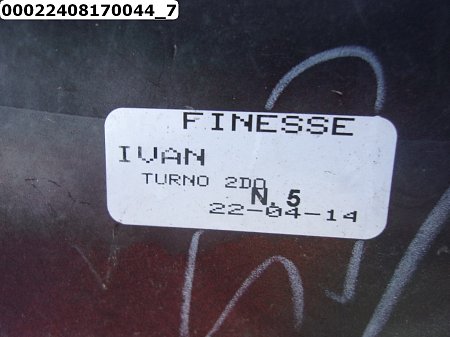 00022408170044_7
FINESSE
IVAN
TURNO 2DO
N. 5
22-04-14